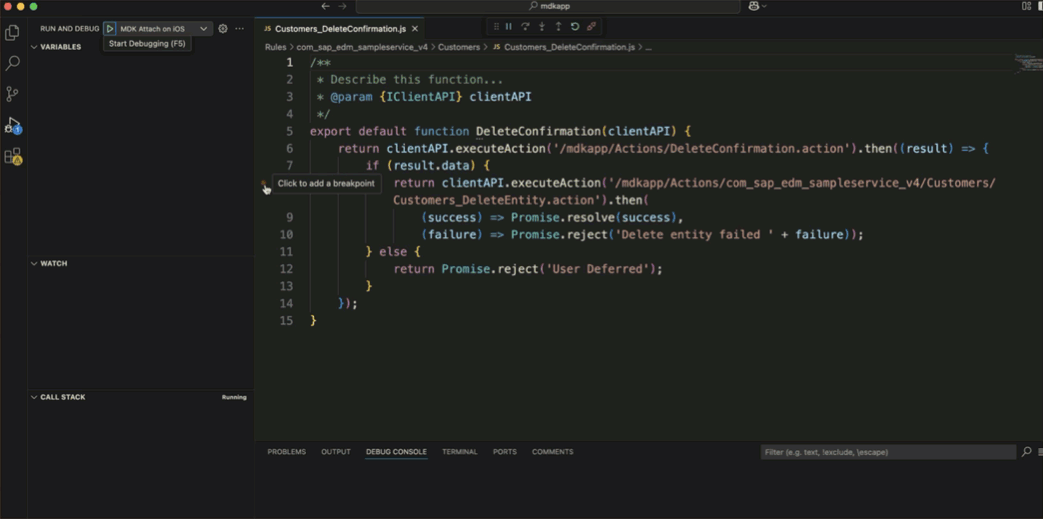 mdkapp
RUN AND DEBUG MDK Attach on iOS
Start Debugging (F5)
VARIABLES
WATCH
CALL STACK Running
JS Customers_DeleteConfirmation.js
Rules > com_sap_edm_sampleservice_v4 > Customers > JS Customers_DeleteConfirmation.js > ...
1 /**
2 * Describe this function...
3 * @param {IClientAPI} clientAPI
4 */
5 export default function DeleteConfirmation(clientAPI) {
6 return clientAPI.executeAction('/mdkapp/Actions/DeleteConfirmation.action').then((result) => {
7 if (result.data) {
Click to add a breakpoint
return clientAPI.executeAction('/mdkapp/Actions/com_sap_edm_sampleservice_v4/Customers/
Customers_DeleteEntity.action').then(
9 (success) => Promise.resolve(success),
10 (failure) => Promise.reject('Delete entity failed ' + failure));
11 } else {
12 return Promise.reject('User Deferred');
13 }
14 });
15 }
PROBLEMS OUTPUT DEBUG CONSOLE TERMINAL PORTS COMMENTS
Filter (e.g. text, !exclude, \escape)
1